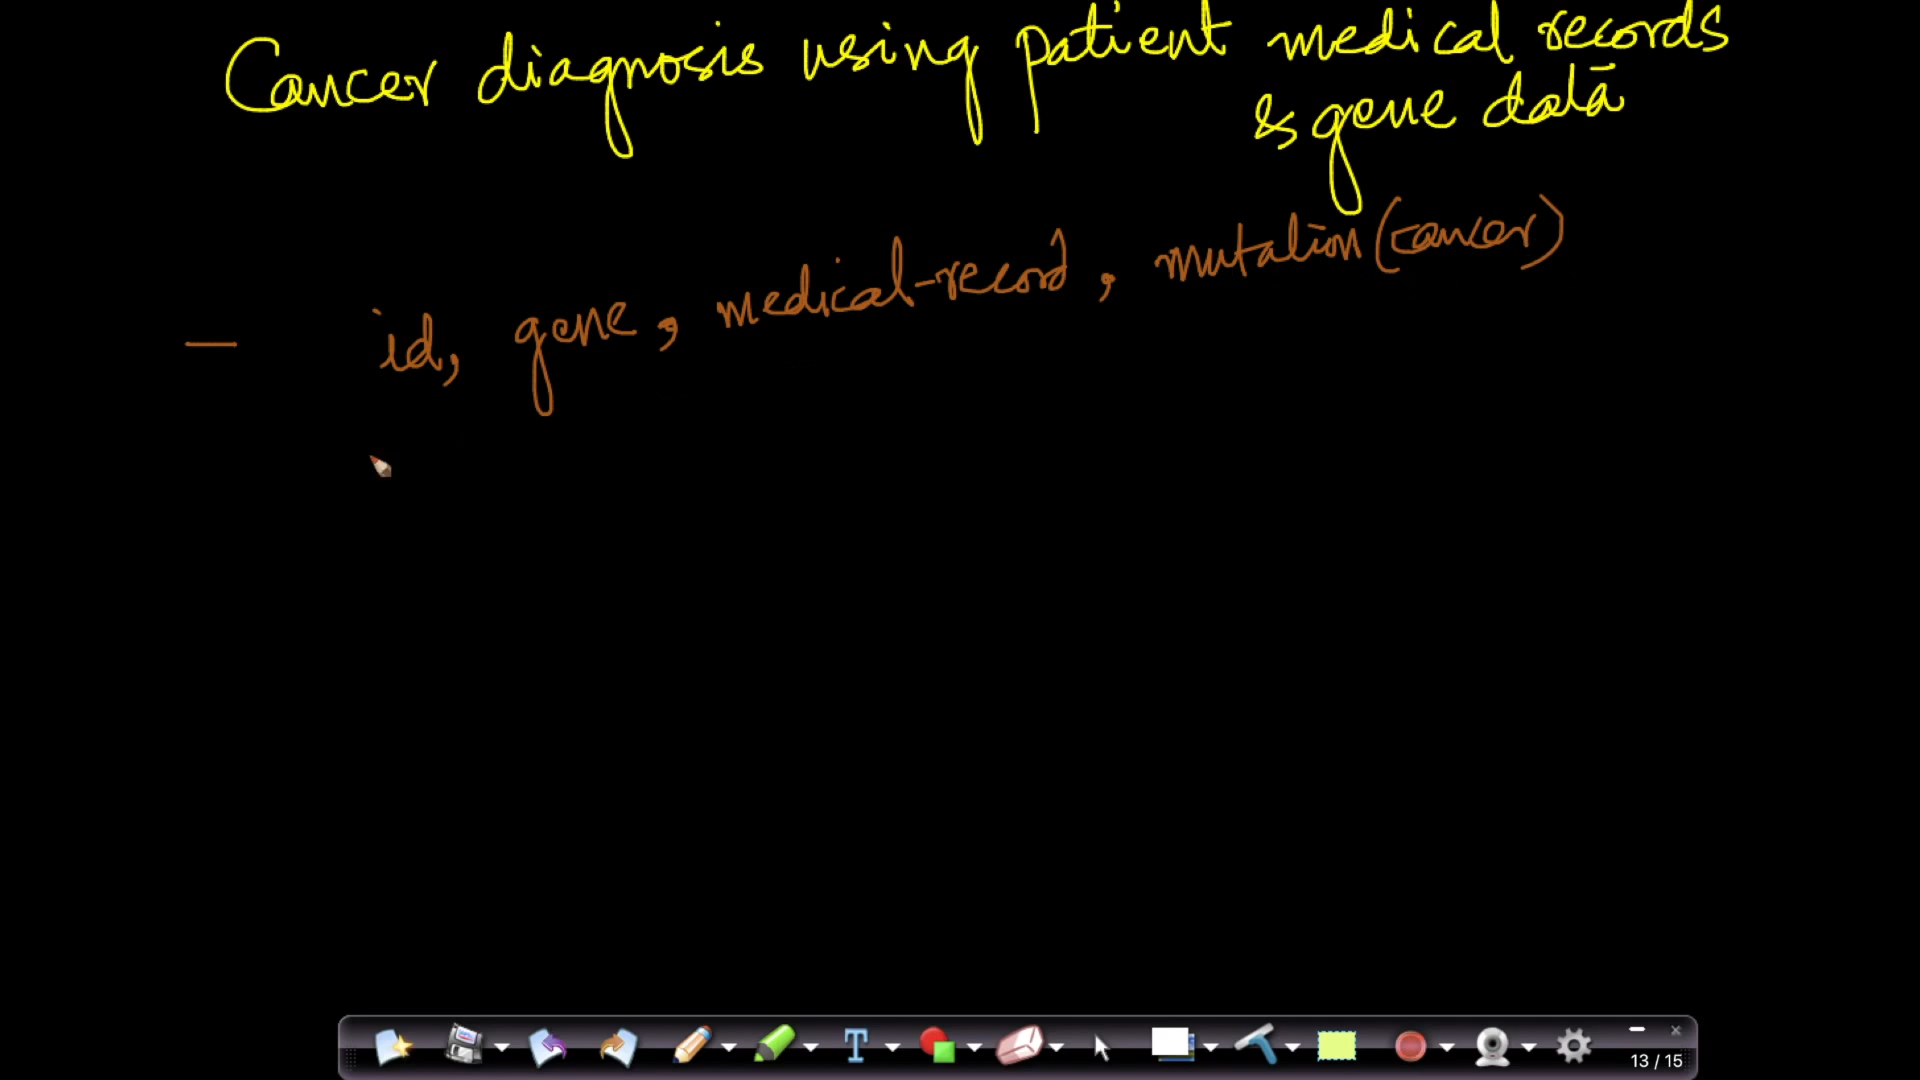 Cancer diagnosis using patient medical records
& gene data
— id, gene, medical-record, mutation (cancer)
13 / 15